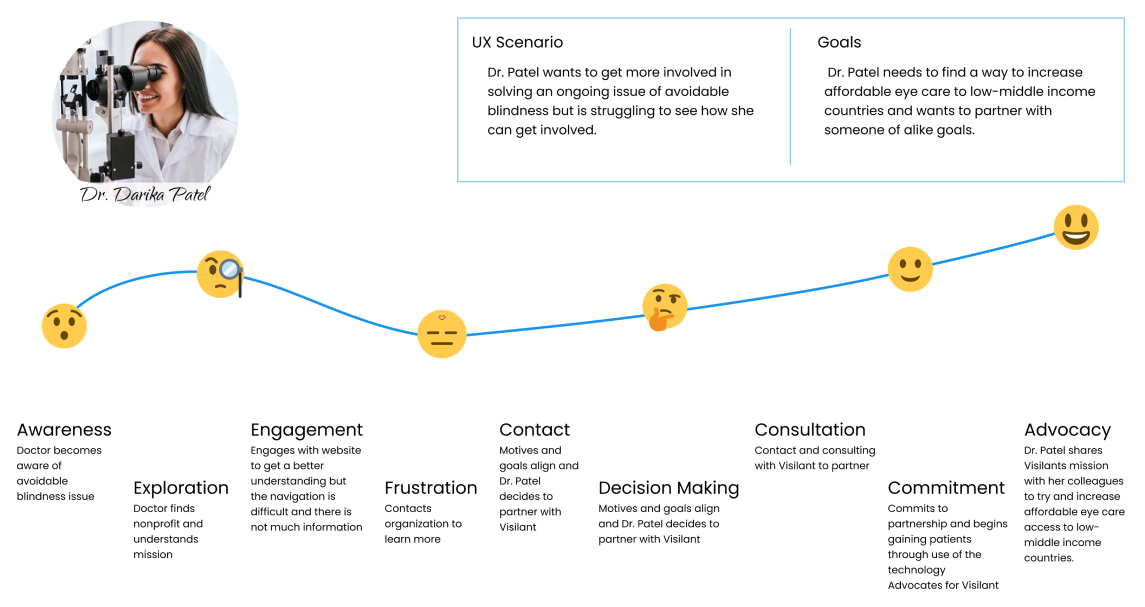 Dr. Darika Patel
UX Scenario
Dr. Patel wants to get more involved in
solving an ongoing issue of avoidable
blindness but is struggling to see how she
can get involved.
Goals
Dr. Patel needs to find a way to increase
affordable eye care to low-middle income
countries and wants to partner with
someone of alike goals.
Awareness
Doctor becomes
aware of
avoidable
blindness issue
Exploration
Doctor finds
nonprofit and
understands
mission
Engagement
Engages with website
to get a better
understanding but
the navigation is
difficult and there is
not much information
Frustration
Contacts
organization to
learn more
Contact
Motives and
goals align and
Dr. Patel
decides to
partner with
Visilant
Decision Making
Motives and goals align
and Dr. Patel decides to
partner with Visilant
Consultation
Contact and consulting
with Visilant to partner
Commitment
Commits to
partnership and begins
gaining patients
through use of the
technology
Advocates for Visilant
Advocacy
Dr. Patel shares
Visilants mission
with her colleagues
to try and increase
affordable eye care
access to low-
middle income
countries.